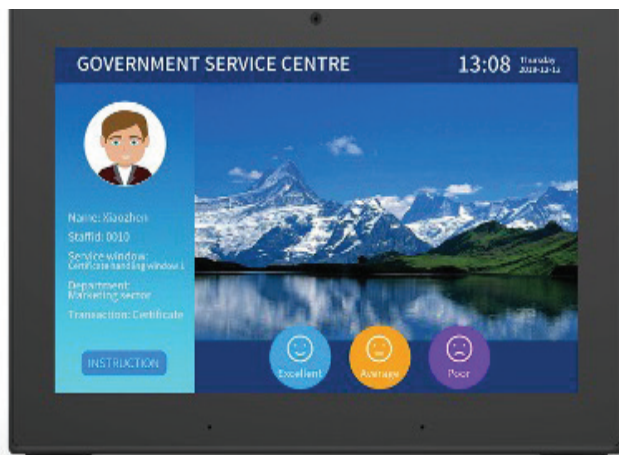 GOVERNMENT SERVICE CENTRE
13:08
Thursday
Name: Xiaozhen
Staffid: 0010
Service window:
Certificate handling window 1
Department:
Marketing sector
Transaction: Certificate
INSTRUCTION
Excellent
Average
Poor